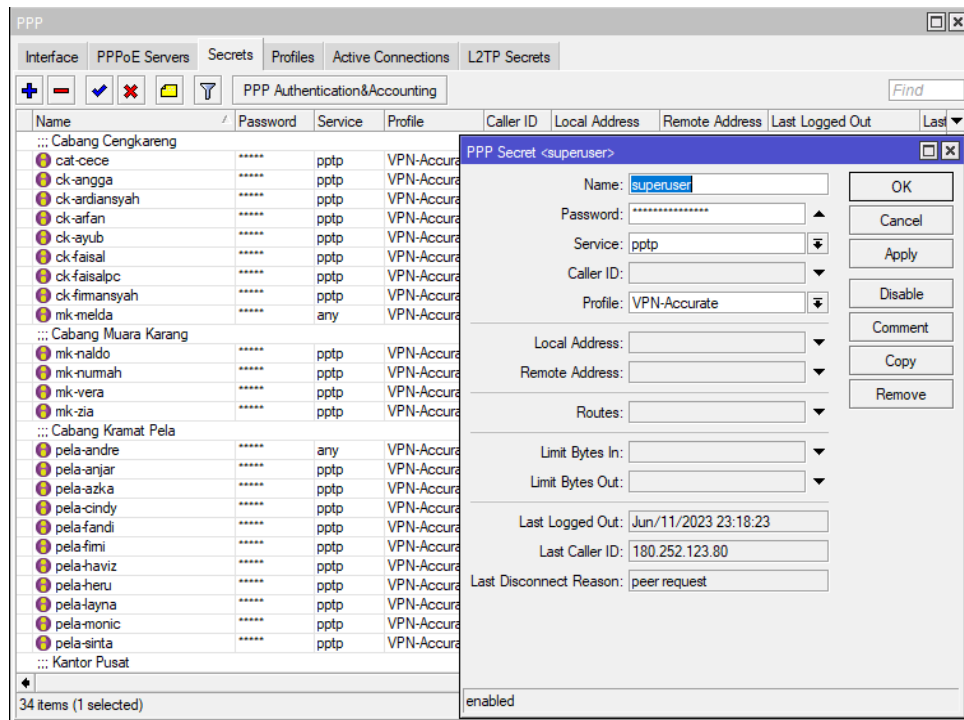 PPP
Interface PPPoE Servers Secrets Profiles Active Connections L2TP Secrets
PPP Authentication&Accounting Find
Name / Password Service Profile Caller ID Local Address Remote Address Last Logged Out Last
;;; Cabang Cengkareng
cat-cece ***** pptp VPN-Accura
ck-angga ***** pptp VPN-Accura
ck-ardiansyah ***** pptp VPN-Accura
ck-arfan ***** pptp VPN-Accura
ck-ayub ***** pptp VPN-Accura
ck-faisal ***** pptp VPN-Accura
ck-faisalpc ***** pptp VPN-Accura
ck-firmansyah ***** pptp VPN-Accura
mk-melda ***** any VPN-Accura
;;; Cabang Muara Karang
mk-naldo ***** pptp VPN-Accura
mk-nurmah ***** pptp VPN-Accura
mk-vera ***** pptp VPN-Accura
mk-zia ***** pptp VPN-Accura
;;; Cabang Kramat Pela
pela-andre ***** any VPN-Accura
pela-anjar ***** pptp VPN-Accura
pela-azka ***** pptp VPN-Accura
pela-cindy ***** pptp VPN-Accura
pela-fandi ***** pptp VPN-Accura
pela-fimi ***** pptp VPN-Accura
pela-haviz ***** pptp VPN-Accura
pela-heru ***** pptp VPN-Accura
pela-layna ***** pptp VPN-Accura
pela-monic ***** pptp VPN-Accura
pela-sinta ***** pptp VPN-Accura
;;; Kantor Pusat
34 items (1 selected)
PPP Secret <superuser>
Name: superuser
Password: ***************
Service: pptp
Caller ID:
Profile: VPN-Accurate
Local Address:
Remote Address:
Routes:
Limit Bytes In:
Limit Bytes Out:
Last Logged Out: Jun/11/2023 23:18:23
Last Caller ID: 180.252.123.80
Last Disconnect Reason: peer request
OK
Cancel
Apply
Disable
Comment
Copy
Remove
enabled